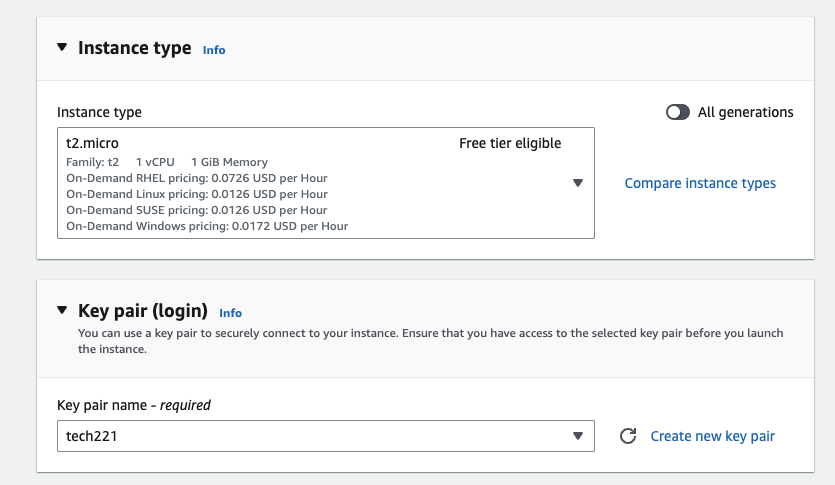 Instance type Info
Instance type
All generations
t2.micro Free tier eligible
Family: t2 1 vCPU 1 GiB Memory
On-Demand RHEL pricing: 0.0726 USD per Hour
On-Demand Linux pricing: 0.0126 USD per Hour
On-Demand SUSE pricing: 0.0126 USD per Hour
On-Demand Windows pricing: 0.0172 USD per Hour
Compare instance types
Key pair (login) Info
You can use a key pair to securely connect to your instance. Ensure that you have access to the selected key pair before you launch
the instance.
Key pair name - required
tech221
Create new key pair